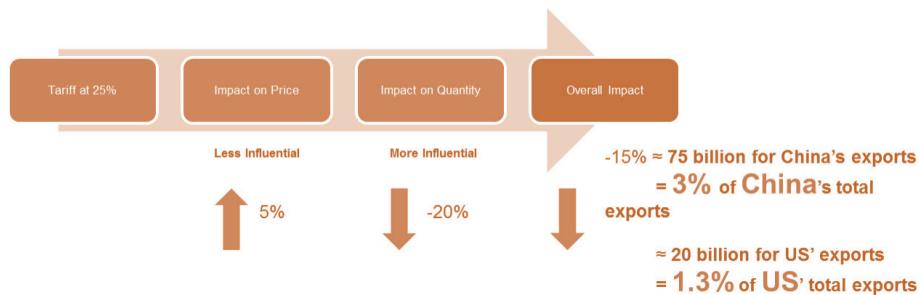 Tariff at 25%
Impact on Price
Impact on Quantity
Overall Impact
Less Influential
More Influential
-15% ≈ 75 billion for China's exports
= 3% of China's total
exports
5%
-20%
≈ 20 billion for US' exports
= 1.3% of US' total exports